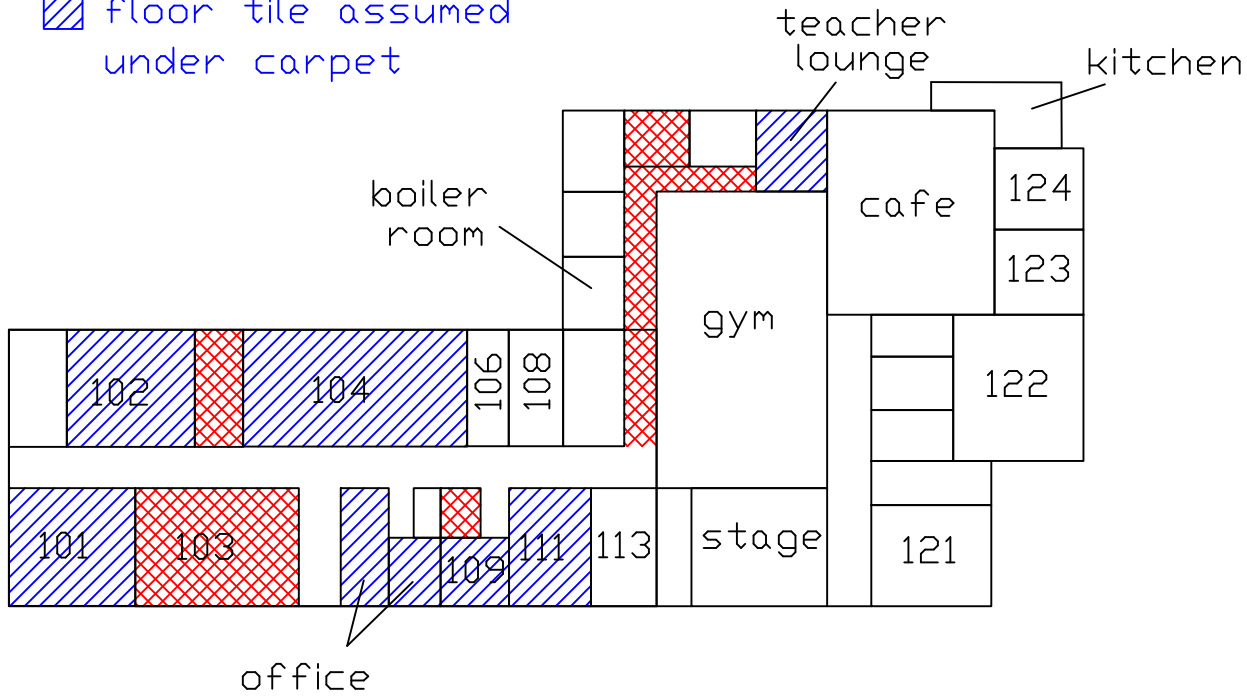 floor tile assumed
under carpet
teacher
lounge
kitchen
boiler
room
cafe
124
123
gym
122
102
104
106
108
101
103
109
111
113
stage
121
office